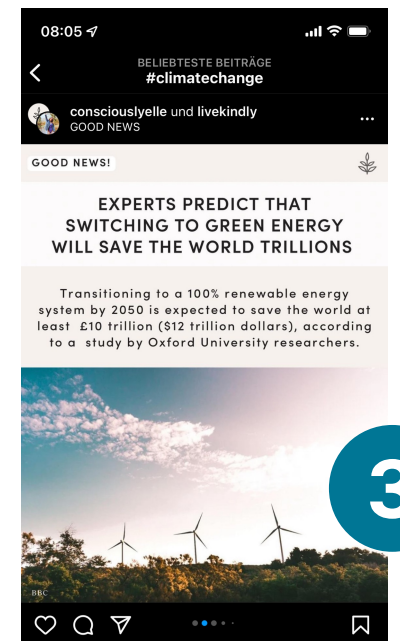 08:05
BELIEBTESTE BEITRÄGE
#climatechange
consciouslyelle und livekindly
GOOD NEWS
GOOD NEWS!
EXPERTS PREDICT THAT
SWITCHING TO GREEN ENERGY
WILL SAVE THE WORLD TRILLIONS
Transitioning to a 100% renewable energy
system by 2050 is expected to save the world at
least £10 trillion ($12 trillion dollars), according
to a study by Oxford University researchers.
3
BBC